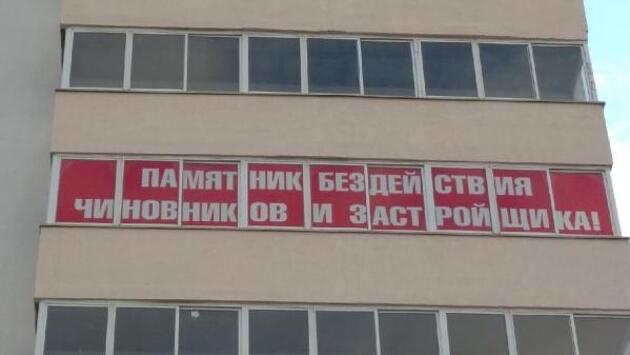 ПАМЯТНИК БЕЗДЕЙСТВИЯ
ЧИНОВНИКОВ И ЗАСТРОЙЩИКА!